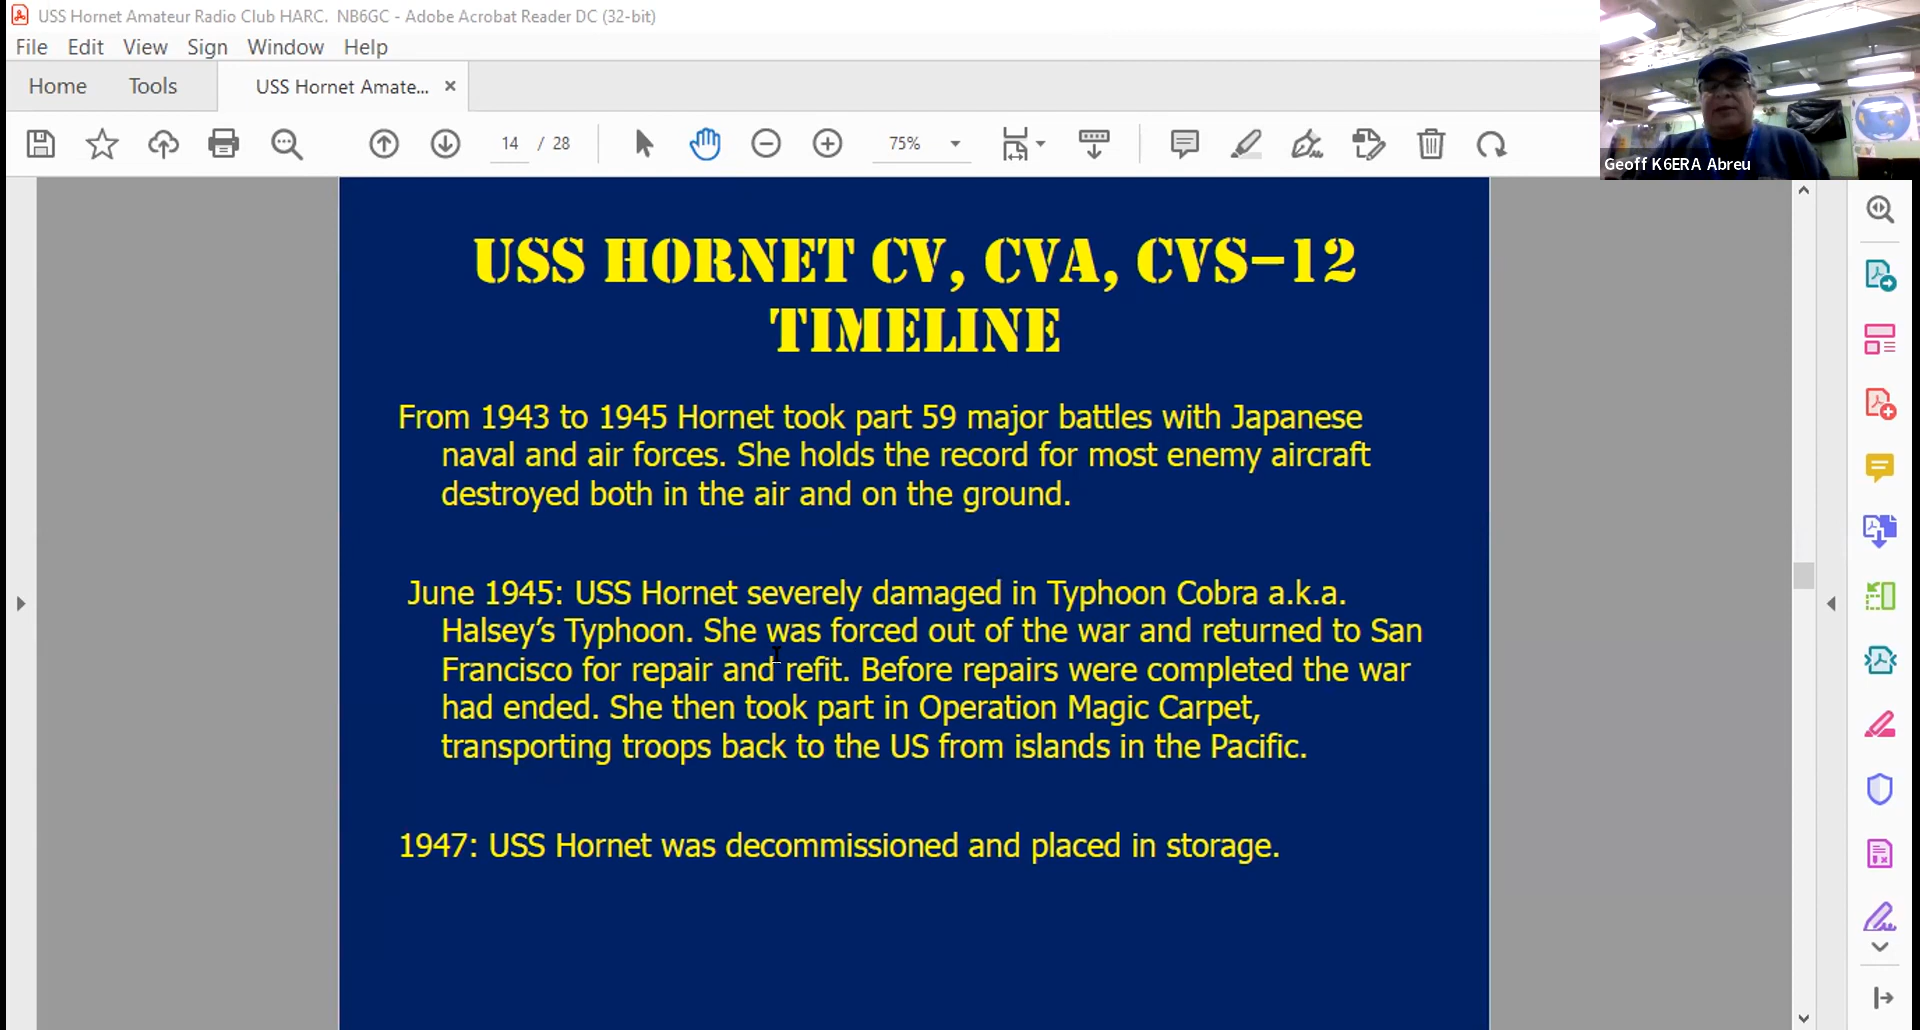 USS Hornet Amateur Radio Club HARC.  NB6GC - Adobe Acrobat Reader DC (32-bit)
File Edit View Sign Window Help
Home Tools USS Hornet Amate... ×
14 / 28 75%
Geoff K6ERA Abreu
USS HORNET CV, CVA, CVS-12
TIMELINE
From 1943 to 1945 Hornet took part 59 major battles with Japanese
naval and air forces. She holds the record for most enemy aircraft
destroyed both in the air and on the ground.
June 1945: USS Hornet severely damaged in Typhoon Cobra a.k.a.
Halsey’s Typhoon. She was forced out of the war and returned to San
Francisco for repair and refit. Before repairs were completed the war
had ended. She then took part in Operation Magic Carpet,
transporting troops back to the US from islands in the Pacific.
1947: USS Hornet was decommissioned and placed in storage.